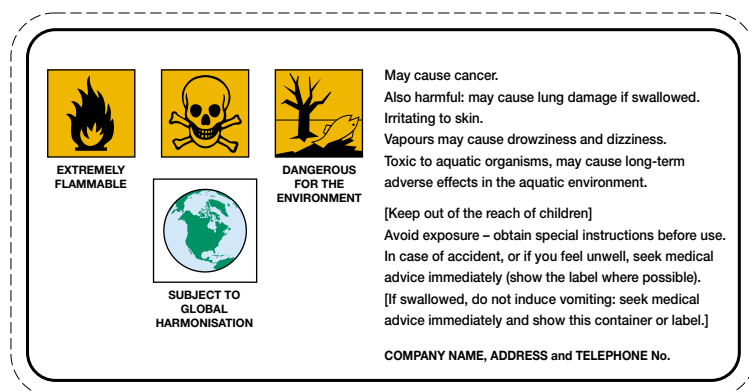 EXTREMELY
FLAMMABLE
DANGEROUS
FOR THE
ENVIRONMENT
SUBJECT TO
GLOBAL
HARMONISATION
May cause cancer.
Also harmful: may cause lung damage if swallowed.
Irritating to skin.
Vapours may cause drowziness and dizziness.
Toxic to aquatic organisms, may cause long-term
adverse effects in the aquatic environment.
[Keep out of the reach of children]
Avoid exposure – obtain special instructions before use.
In case of accident, or if you feel unwell, seek medical
advice immediately (show the label where possible).
[If swallowed, do not induce vomiting: seek medical
advice immediately and show this container or label.]
COMPANY NAME, ADDRESS and TELEPHONE No.